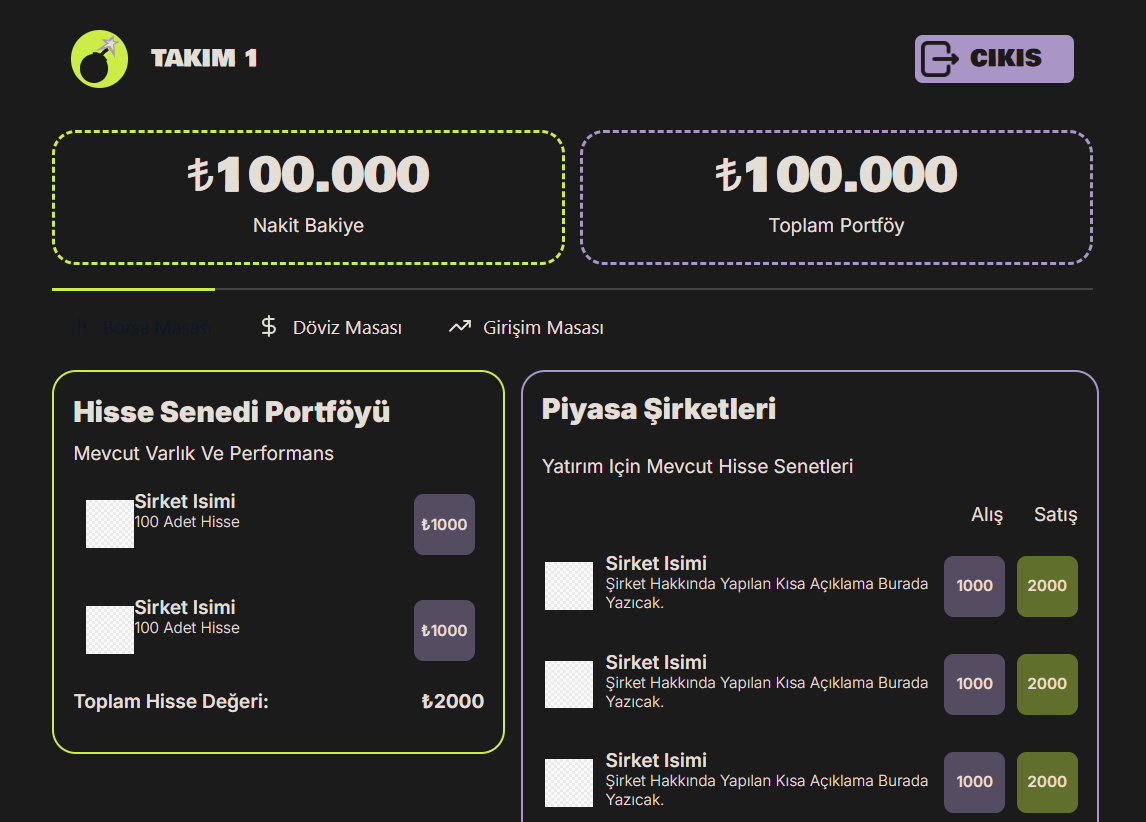 TAKIM 1
CIKIS
₺100.000
Nakit Bakiye
₺100.000
Toplam Portföy
Borsa Masası
Döviz Masası
Girişim Masası
Hisse Senedi Portföyü
Mevcut Varlık Ve Performans
Sirket Isimi
100 Adet Hisse
₺1000
Sirket Isimi
100 Adet Hisse
₺1000
Toplam Hisse Değeri:
₺2000
Piyasa Şirketleri
Yatırım Için Mevcut Hisse Senetleri
Alış
Satış
Sirket Isimi
Şirket Hakkında Yapılan Kısa Açıklama Burada
Yazıcak.
1000
2000
Sirket Isimi
Şirket Hakkında Yapılan Kısa Açıklama Burada
Yazıcak.
1000
2000
Sirket Isimi
Şirket Hakkında Yapılan Kısa Açıklama Burada
Yazıcak.
1000
2000